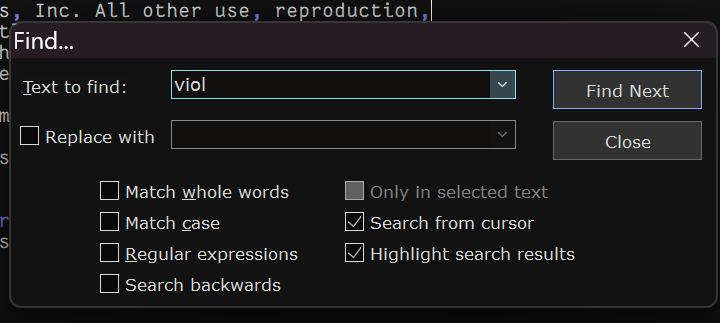 s, Inc. All other use, reproduction,
Find...
Text to find:
viol
Find Next
Replace with
Close
Match whole words
Only in selected text
Match case
Search from cursor
Regular expressions
Highlight search results
Search backwards